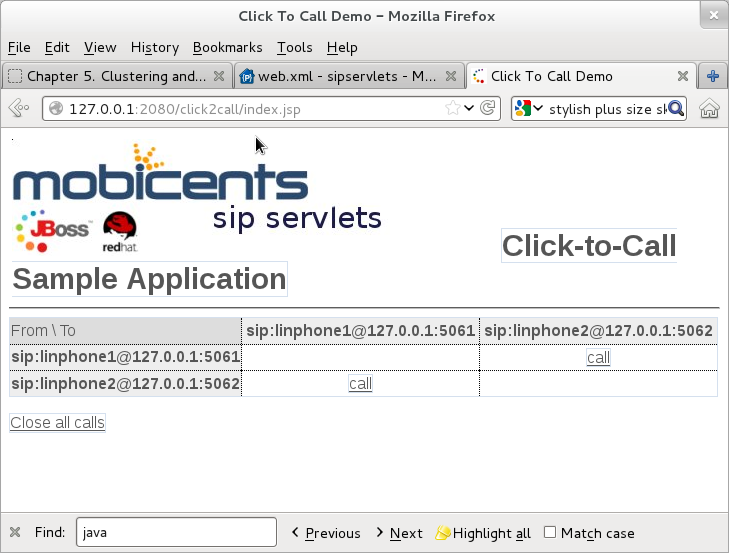 Click To Call Demo – Mozilla Firefox
File Edit View History Bookmarks Tools Help
Chapter 5. Clustering and... web.xml - sipservlets - M... Click To Call Demo
127.0.0.1:2080/click2call/index.jsp stylish plus size sk
mobicents
JBoss redhat. sip servlets
Click-to-Call
Sample Application
From \ To sip:linphone1@127.0.0.1:5061 sip:linphone2@127.0.0.1:5062
sip:linphone1@127.0.0.1:5061 call
sip:linphone2@127.0.0.1:5062 call
Close all calls
Find: java Previous Next Highlight all Match case